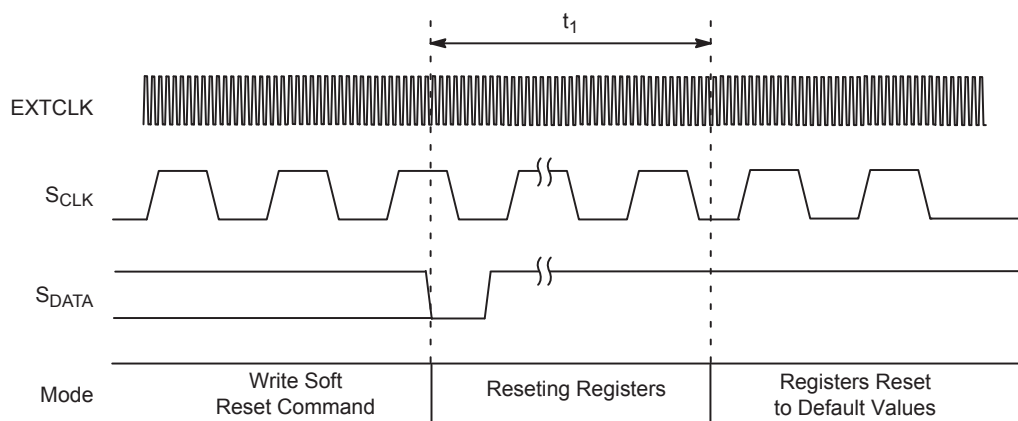 t1
EXTCLK
SCLK
SDATA
Mode
Write Soft
Reset Command
Reseting Registers
Registers Reset
to Default Values